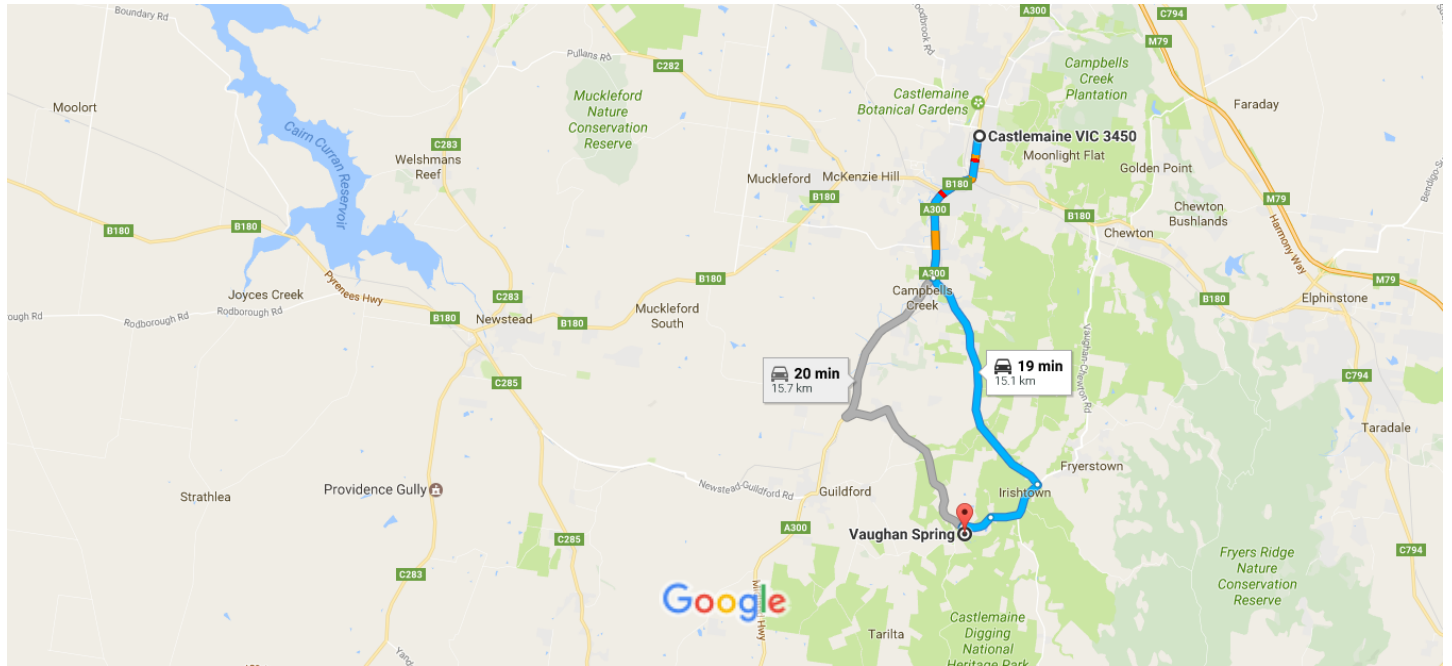 Boundary Rd
C283
Pullans Rd
C282
Muckleford
Nature
Conservation
Reserve
A300
C794
M79
Campbells
Creek
Plantation
Castlemaine
Botanical Gardens
Faraday
Moolort
Cairn Curran Reservoir
C283
Welshmans
Reef
Castlemaine VIC 3450
Moonlight Flat
Golden Point
Muckleford
McKenzie Hill
B180
B180
A300
M79
Chewton
Bushlands
B180
Chewton
Harmony Way
B180
B180
Pyrenees Hwy
A300
Campbells
Creek
B180
M79
Joyces Creek
Rodborough Rd
Rodborough Rd
C283
Newstead
B180
B180
Muckleford
South
B180
Elphinstone
Vaughan-Chewton Rd
20 min
15.7 km
19 min
15.1 km
C285
C794
Taradale
Fryerstown
Strathlea
Providence Gully
Newstead-Guildford Rd
Guildford
Irishtown
A300
Vaughan Spring
C285
C283
C794
Fryers Ridge
Nature
Conservation
Reserve
Google
Tarilta
Castlemaine
Digging
National
Heritage Park